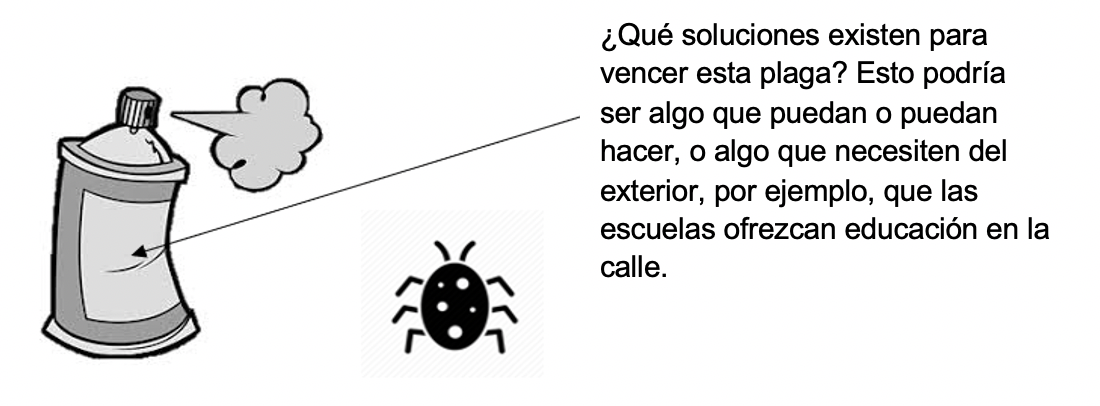 ¿Qué soluciones existen para
vencer esta plaga? Esto podría
ser algo que puedan o puedan
hacer, o algo que necesiten del
exterior, por ejemplo, que las
escuelas ofrezcan educación en la
calle.